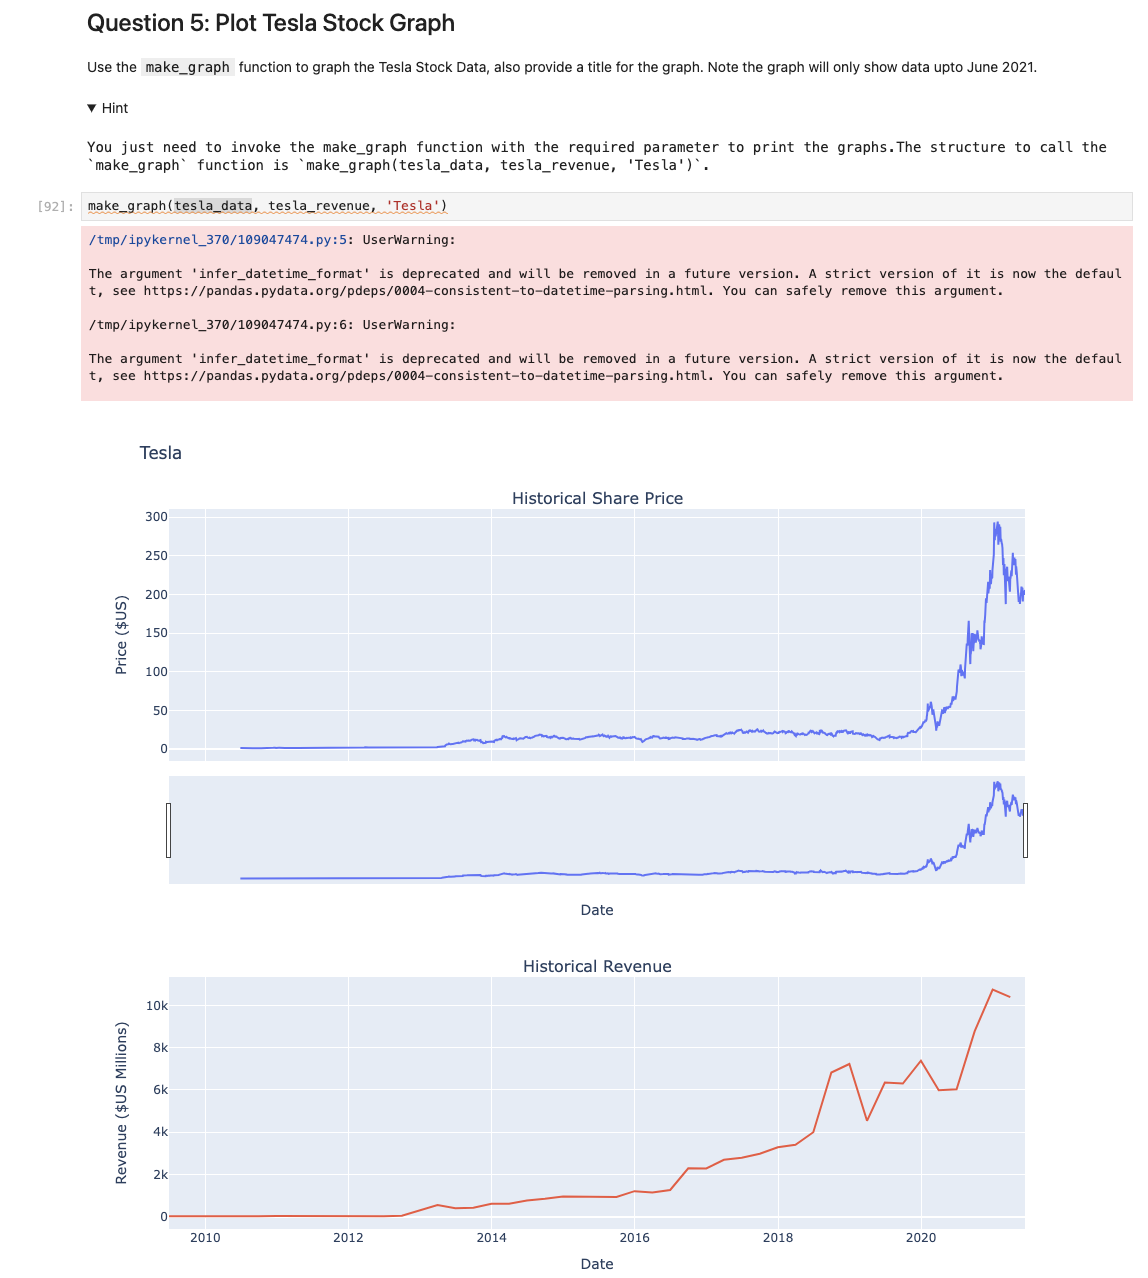 Question 5: Plot Tesla Stock Graph
Use the make_graph function to graph the Tesla Stock Data, also provide a title for the graph. Note the graph will only show data upto June 2021.
▼ Hint
You just need to invoke the make_graph function with the required parameter to print the graphs.The structure to call the
`make_graph` function is `make_graph(tesla_data, tesla_revenue, 'Tesla')`.
[92]: make_graph(tesla_data, tesla_revenue, 'Tesla')
/tmp/ipykernel_370/109047474.py:5: UserWarning:
The argument 'infer_datetime_format' is deprecated and will be removed in a future version. A strict version of it is now the defaul
t, see https://pandas.pydata.org/pdeps/0004-consistent-to-datetime-parsing.html. You can safely remove this argument.
/tmp/ipykernel_370/109047474.py:6: UserWarning:
The argument 'infer_datetime_format' is deprecated and will be removed in a future version. A strict version of it is now the defaul
t, see https://pandas.pydata.org/pdeps/0004-consistent-to-datetime-parsing.html. You can safely remove this argument.
Tesla
Historical Share Price
Price ($US)
300
250
200
150
100
50
0
Date
Historical Revenue
Revenue ($US Millions)
10k
8k
6k
4k
2k
0
2010 2012 2014 2016 2018 2020
Date